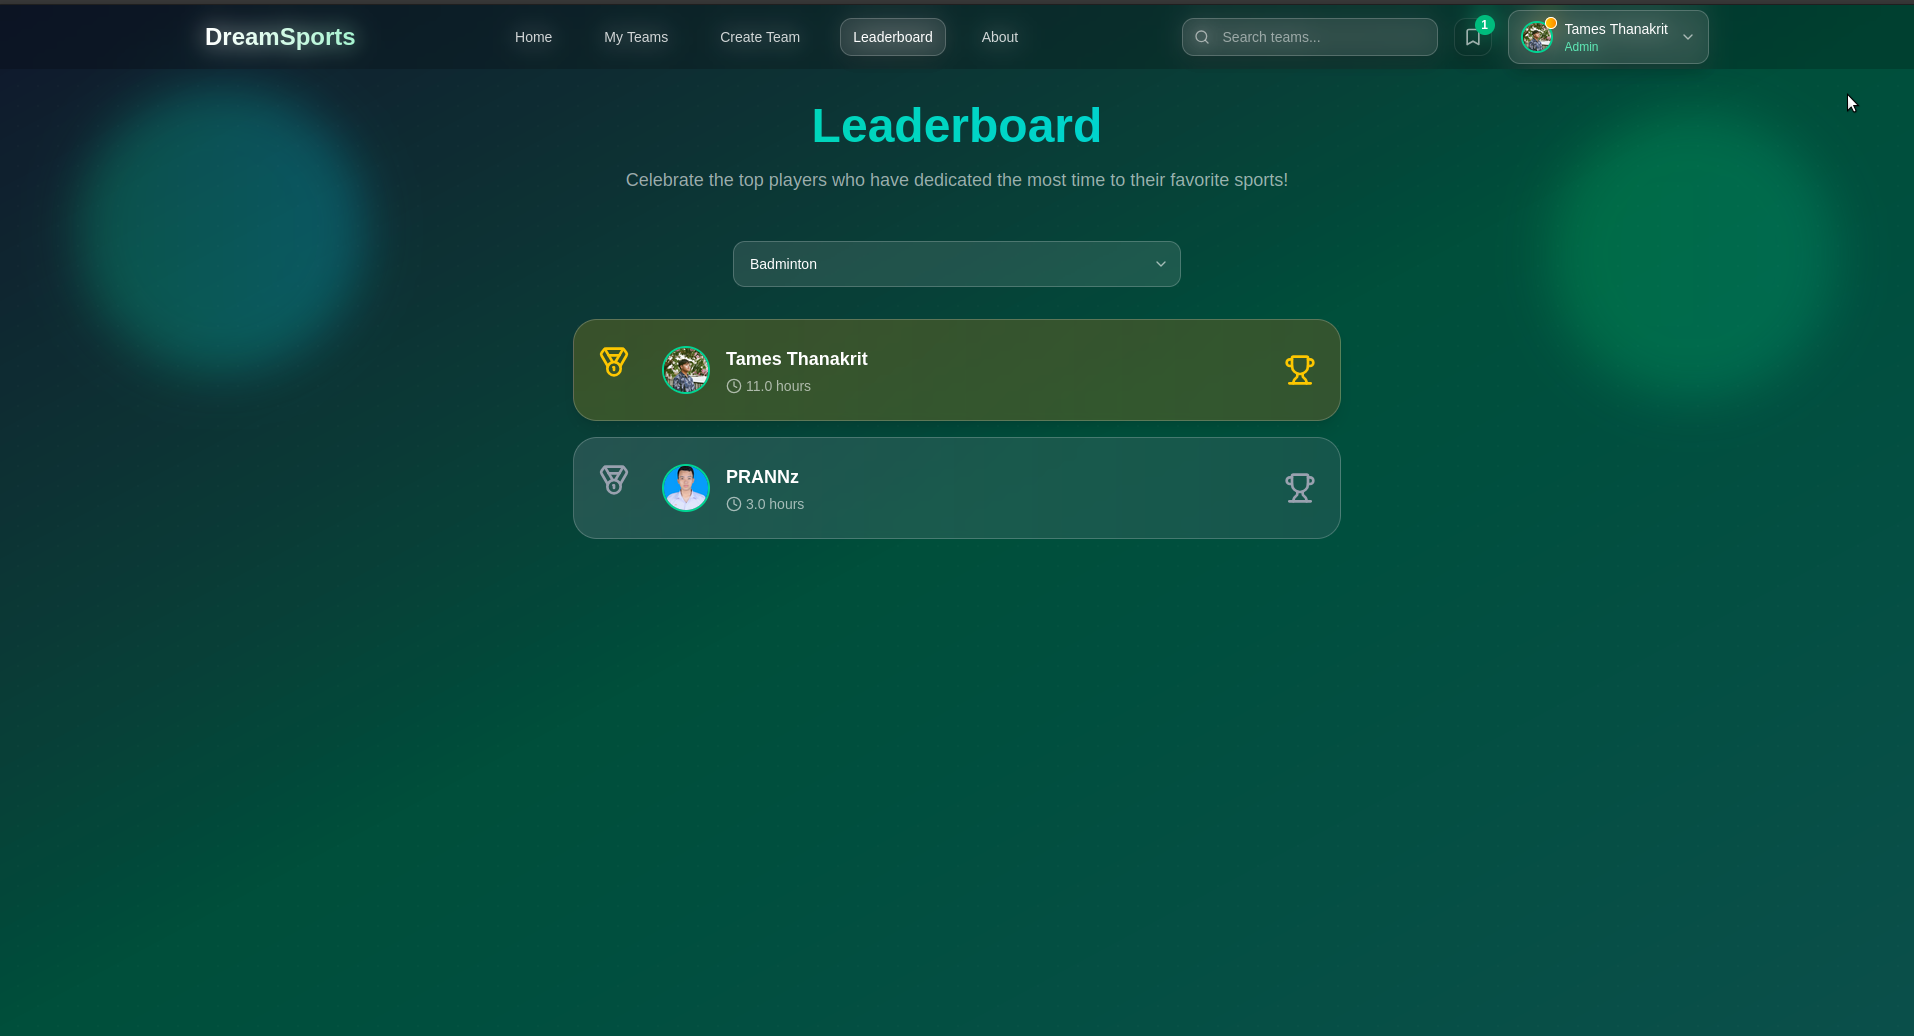 DreamSports
Home
My Teams
Create Team
Leaderboard
About
Search teams...
1
Tames Thanakrit
Admin
Leaderboard
Celebrate the top players who have dedicated the most time to their favorite sports!
Badminton
Tames Thanakrit
11.0 hours
PRANNz
3.0 hours